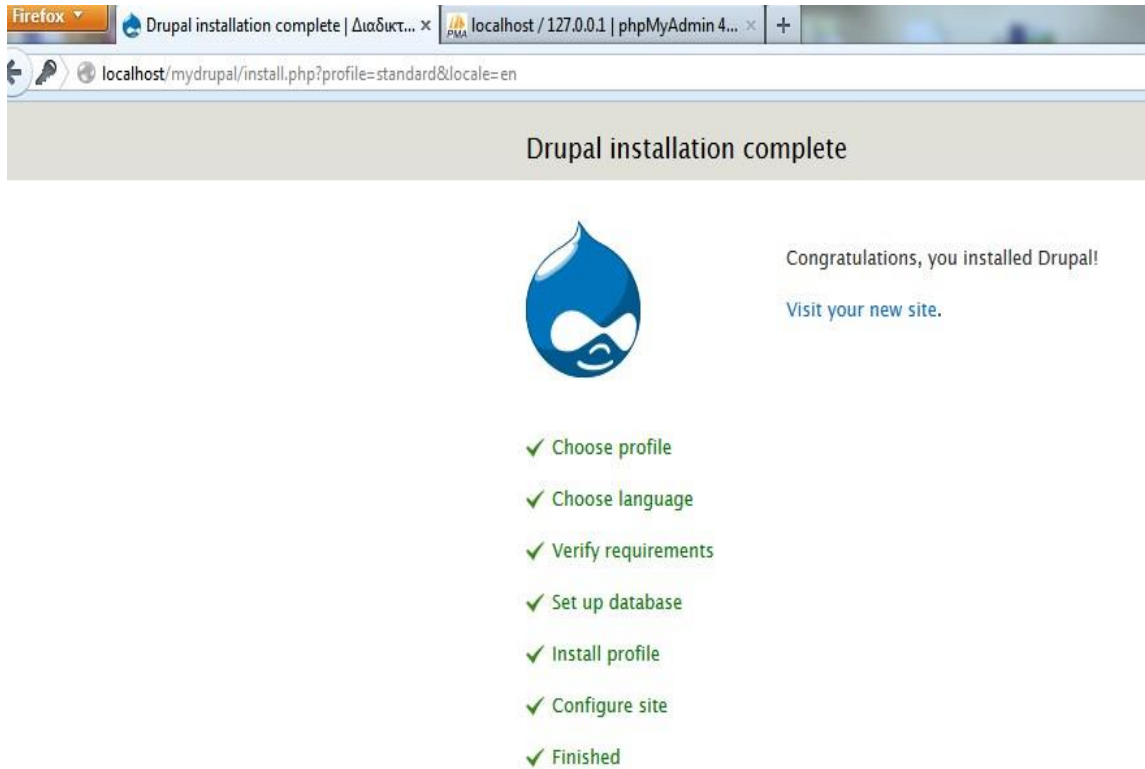 Firefox
Drupal installation complete | Διαδικτ... ×
PMA localhost / 127.0.0.1 | phpMyAdmin 4... ×
+
localhost/mydrupal/install.php?profile=standard&locale=en
Drupal installation complete
Congratulations, you installed Drupal!
Visit your new site.
Choose profile
Choose language
Verify requirements
Set up database
Install profile
Configure site
Finished